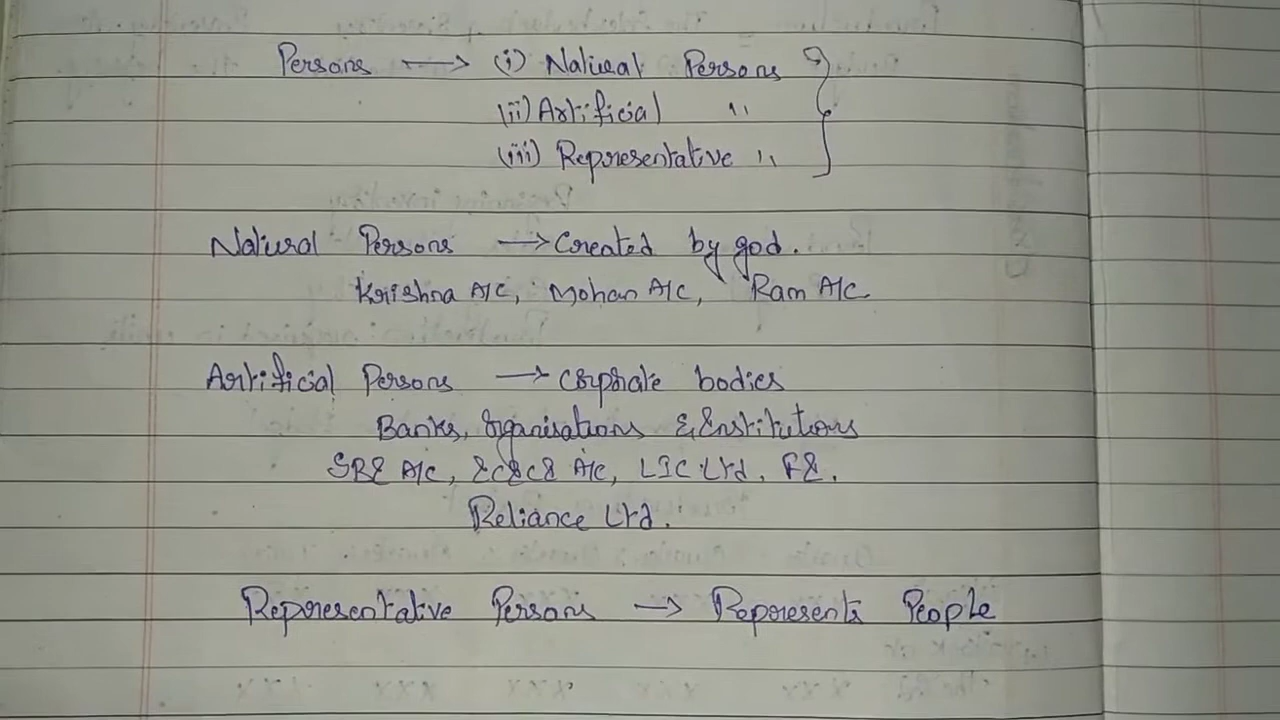 Persons → (i) Natural Persons
(ii) Artificial "
(iii) Representative "
Natural Persons → Created by god.
Krishna A/C, Mohan A/C, Ram A/C
Artificial Persons → Corporate bodies
Banks, Organisations & Institutions
SBI A/C, ICICI A/C, LIC Ltd.
Reliance Ltd.
Representative Persons → Represents People